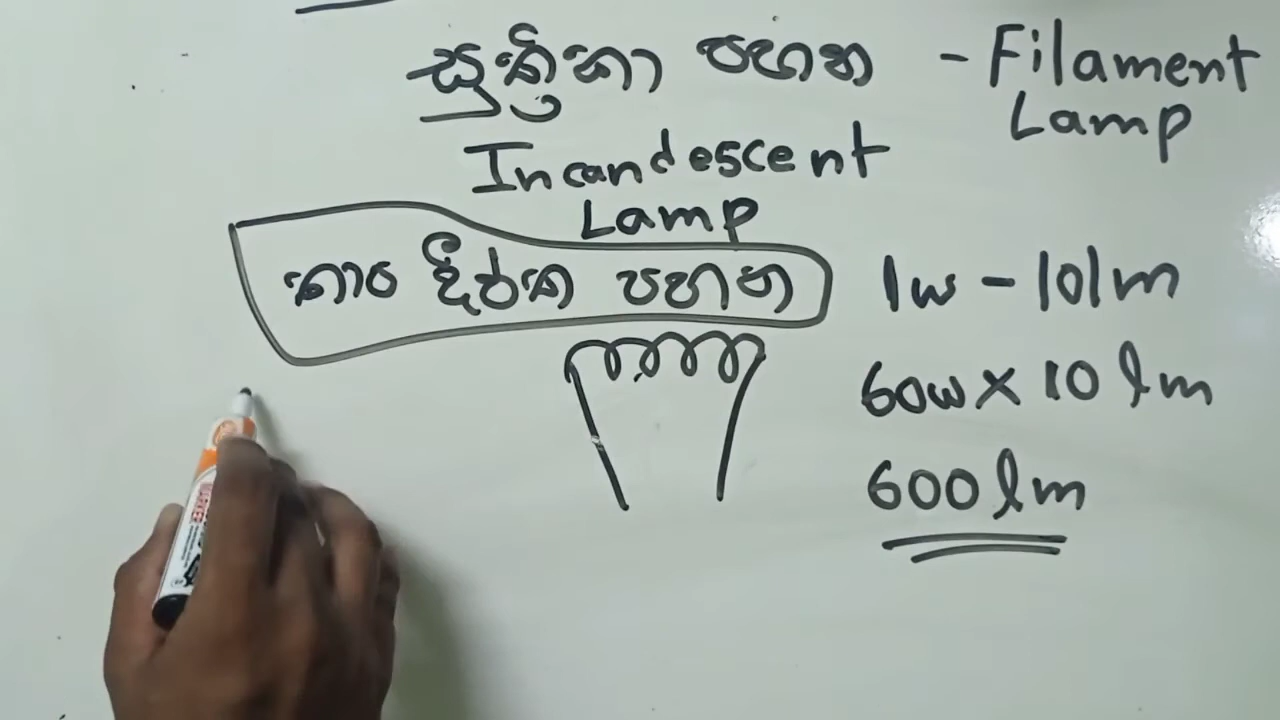 සුත්‍රිකා පහන - Filament Lamp
Incandescent
Lamp
තාප දීප්ත පහන
1w - 10lm
60w X 10 lm
600 lm